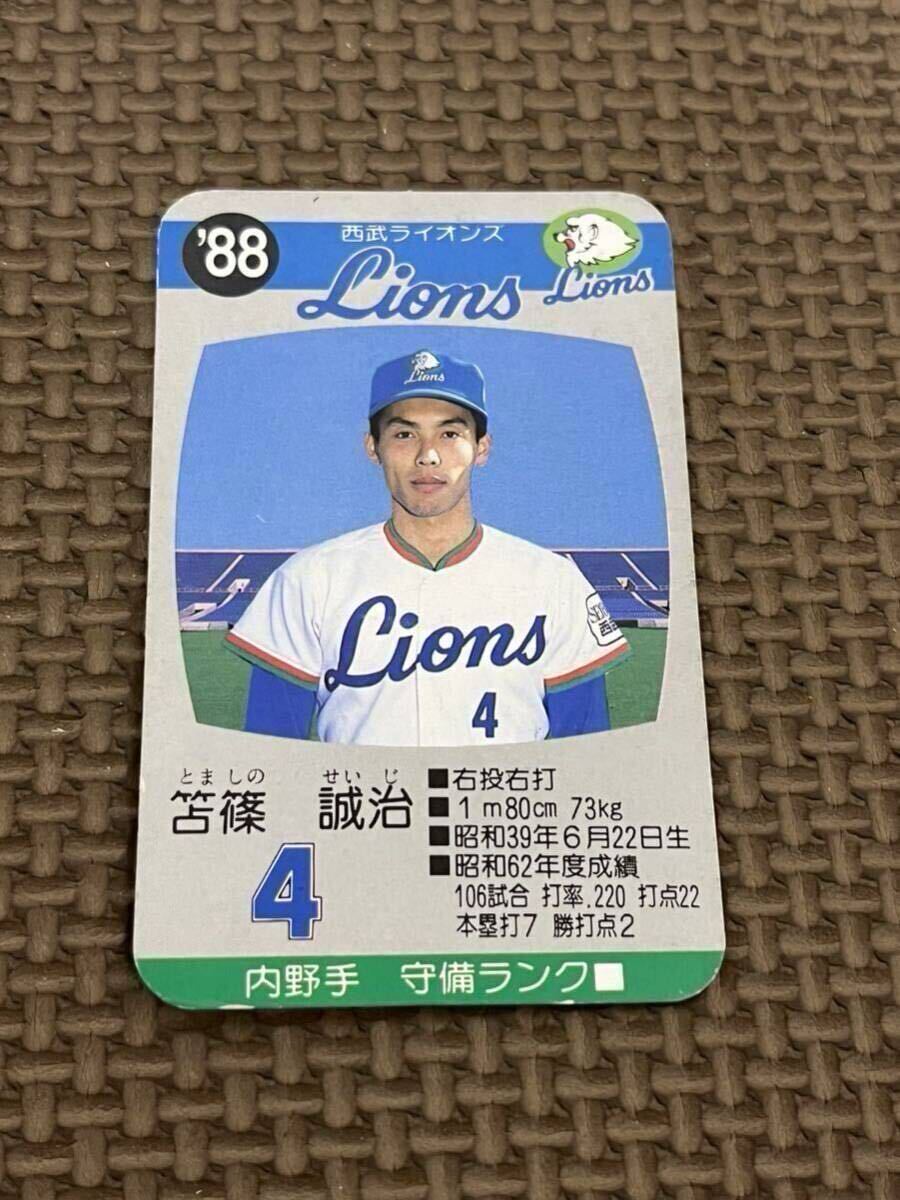 '88
西武ライオンズ
Lions
Lions
Lions
Lions
4
とましの せいじ
笘篠 誠治
4
■右投右打
■1m80cm 73kg
■昭和39年6月22日生
■昭和62年度成績
106試合 打率.220 打点22
本塁打7 勝打点2
内野手 守備ランク■